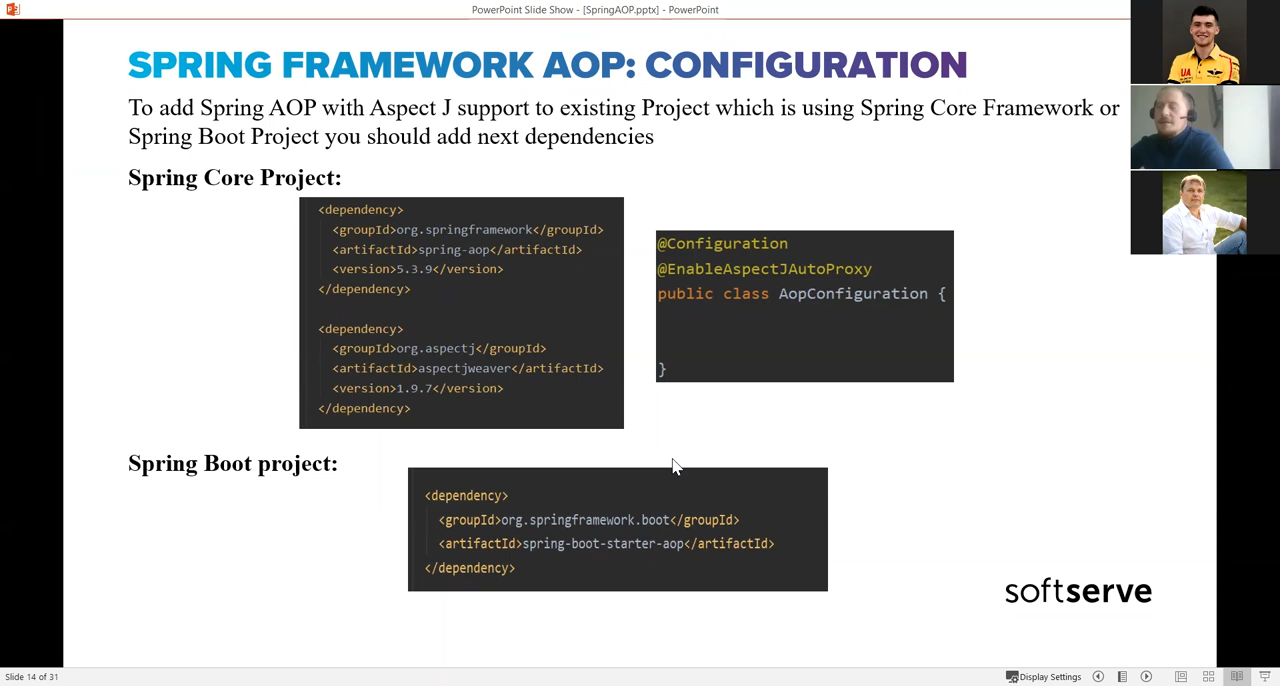 PowerPoint Slide Show - [SpringAOP.pptx] - PowerPoint
SPRING FRAMEWORK AOP: CONFIGURATION
To add Spring AOP with Aspect J support to existing Project which is using Spring Core Framework or
Spring Boot Project you should add next dependencies
Spring Core Project:
<dependency>
<groupId>org.springframework</groupId>
<artifactId>spring-aop</artifactId>
<version>5.3.9</version>
</dependency>
<dependency>
<groupId>org.aspectj</groupId>
<artifactId>aspectjweaver</artifactId>
<version>1.9.7</version>
</dependency>
@Configuration
@EnableAspectJAutoProxy
public class AopConfiguration {
}
Spring Boot project:
<dependency>
<groupId>org.springframework.boot</groupId>
<artifactId>spring-boot-starter-aop</artifactId>
</dependency>
softserve
UA
Slide 14 of 31
Display Settings